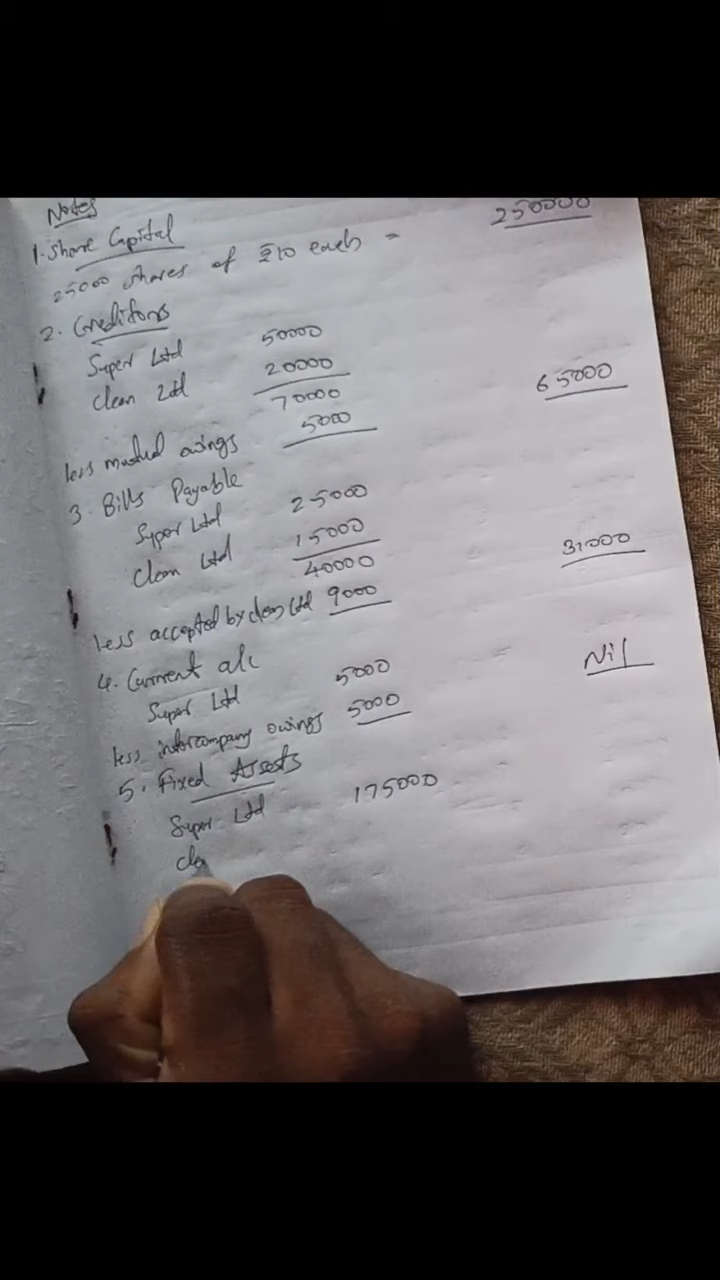 Notes
1. Share Capital
25000 shares of ₹10 each = 250000
2. Creditors
Super Ltd 50000
Clean Ltd 20000
70000
less mutual owings 5000 65000
3. Bills Payable
Super Ltd 25000
Clean Ltd 15000
40000
less accepted by clean Ltd 9000 31000
4. Current a/c
Super Ltd 5000
less intercompany owings 5000 Nil
5. Fixed Assets
Super Ltd 175000
cle